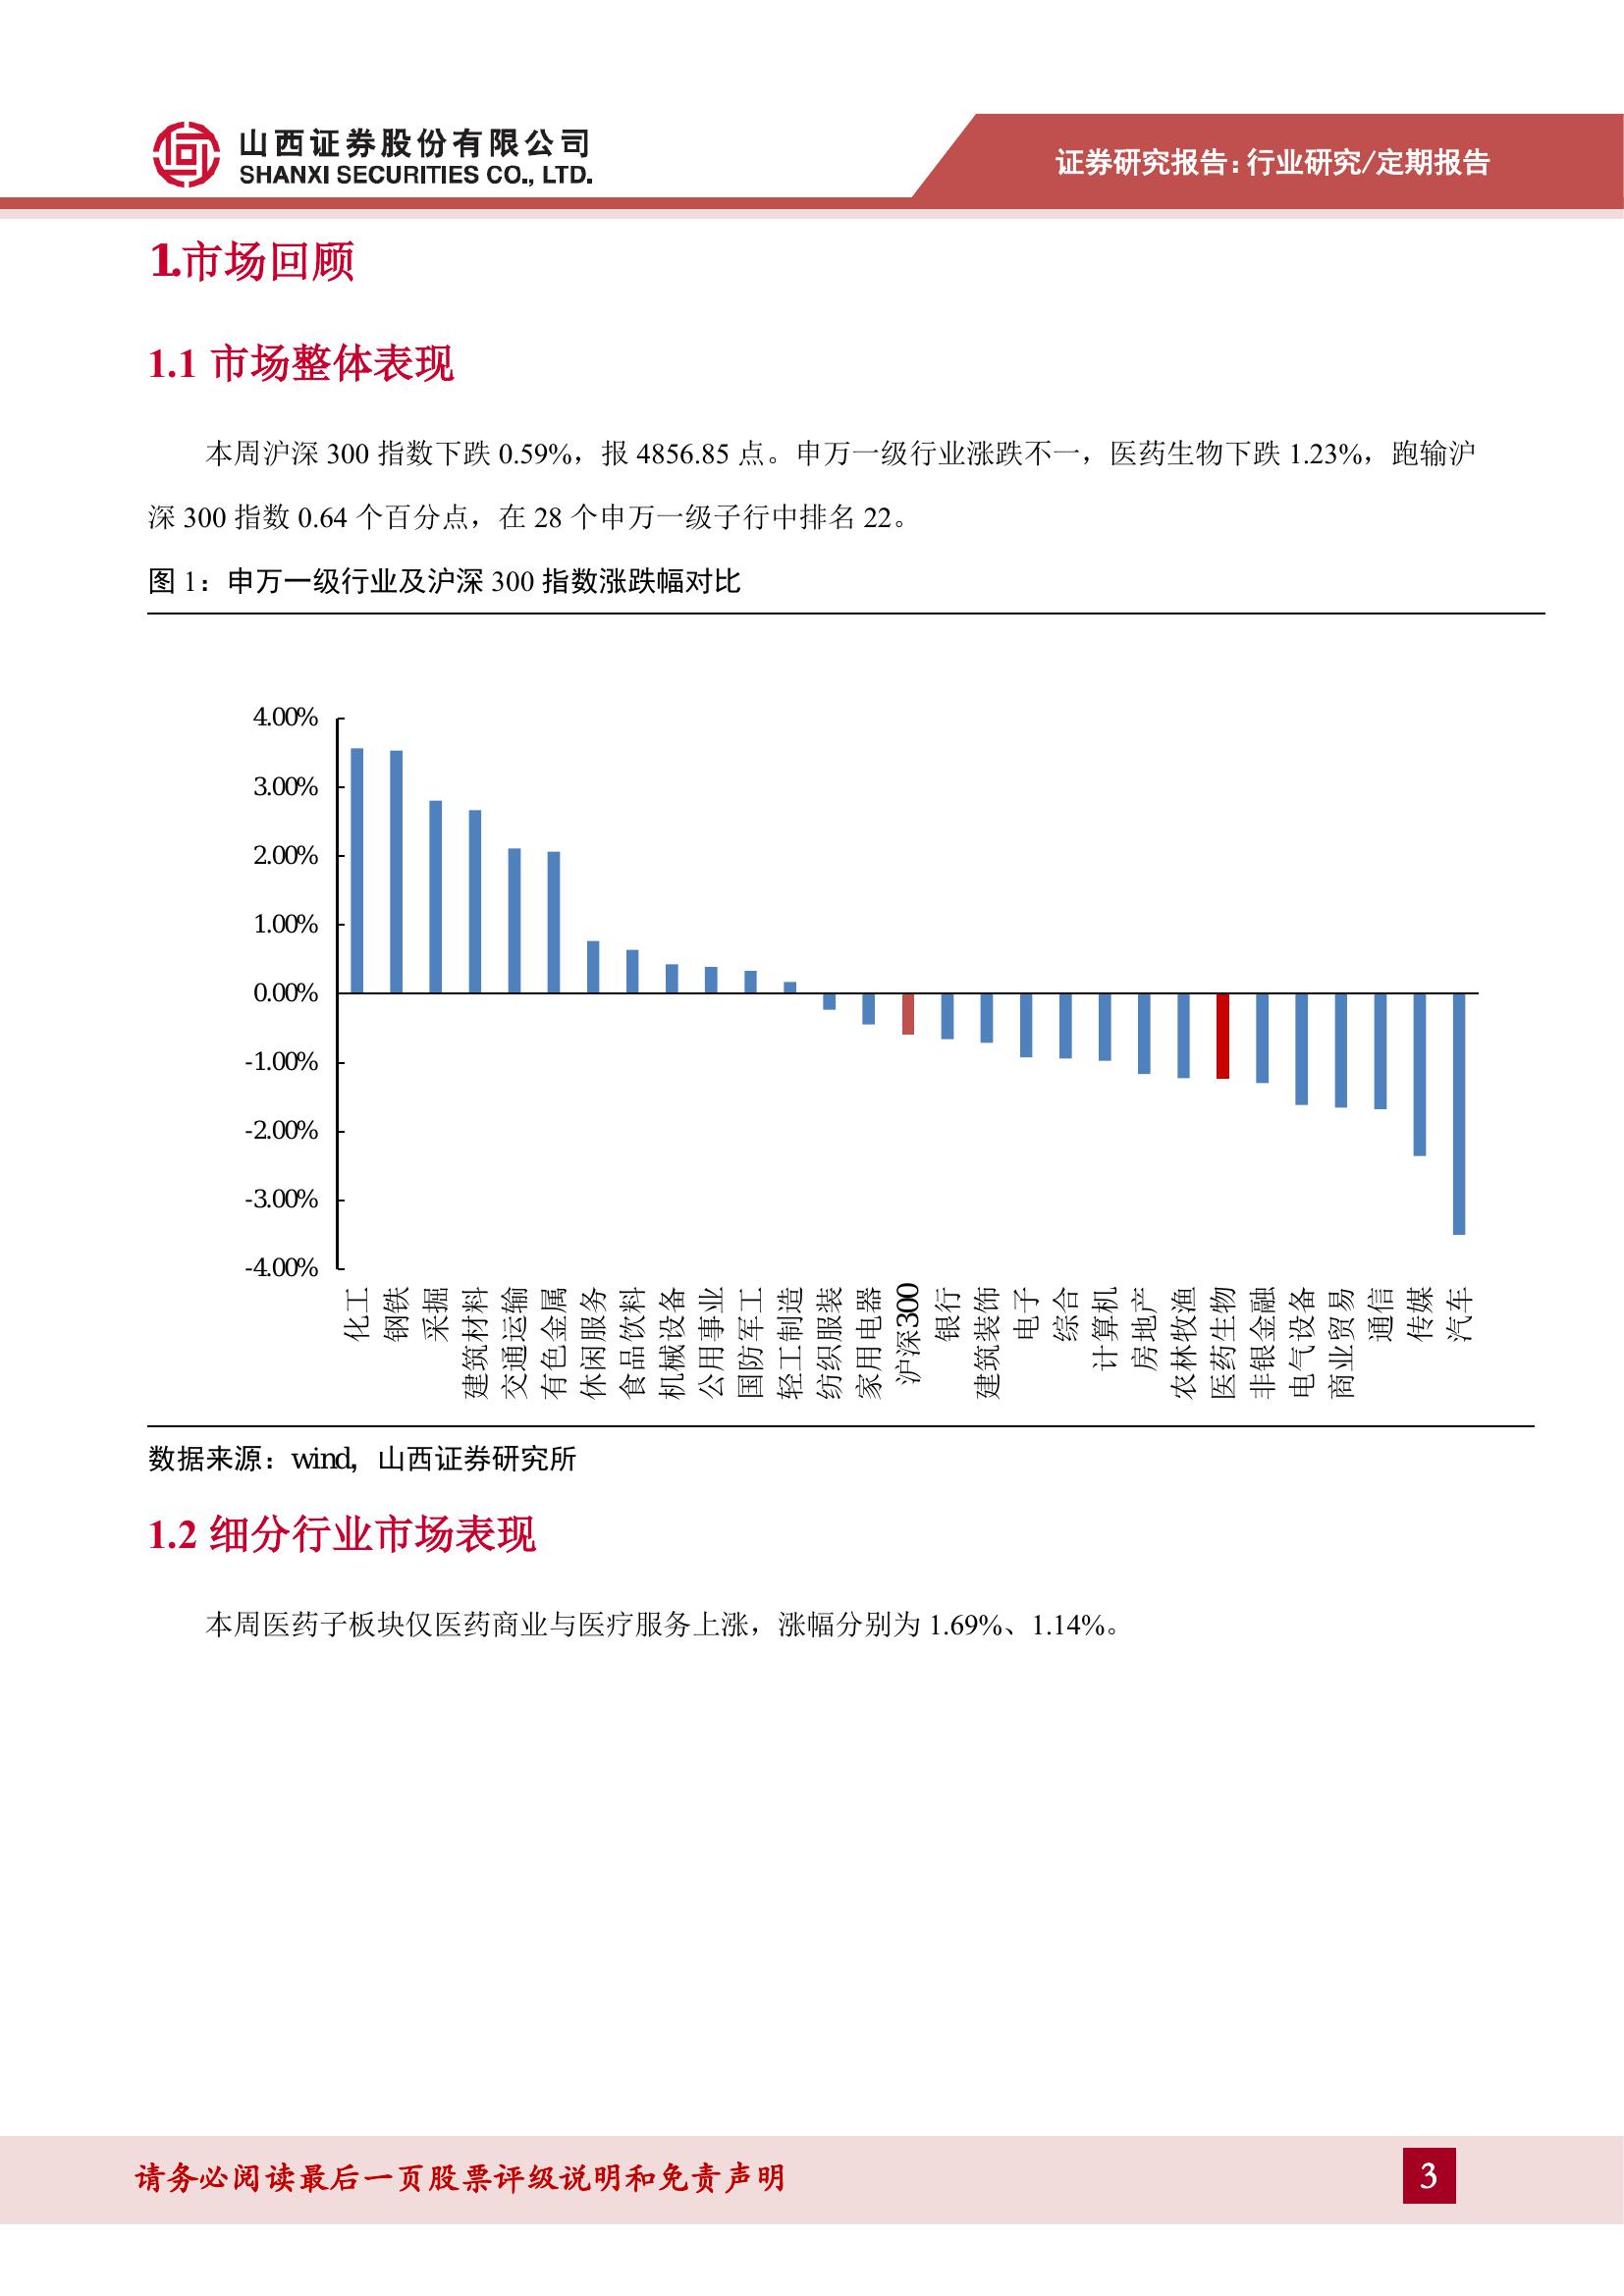 山西证券股份有限公司
SHANXI SECURITIES CO., LTD.
证券研究报告：行业研究/定期报告
1.市场回顾
1.1 市场整体表现
本周沪深 300 指数下跌 0.59%，报 4856.85 点。申万一级行业涨跌不一，医药生物下跌 1.23%，跑输沪
深 300 指数 0.64 个百分点，在 28 个申万一级子行中排名 22。
图 1：申万一级行业及沪深 300 指数涨跌幅对比
4.00%
3.00%
2.00%
1.00%
0.00%
-1.00%
-2.00%
-3.00%
-4.00%
化工
钢铁
采掘
建筑材料
交通运输
有色金属
休闲服务
食品饮料
机械设备
公用事业
国防军工
轻工制造
纺织服装
家用电器
沪深300
银行
建筑装饰
电子
综合
计算机
房地产
农林牧渔
医药生物
非银金融
电气设备
商业贸易
通信
传媒
汽车
数据来源：wind，山西证券研究所
1.2 细分行业市场表现
本周医药子板块仅医药商业与医疗服务上涨，涨幅分别为 1.69%、1.14%。
请务必阅读最后一页股票评级说明和免责声明
3